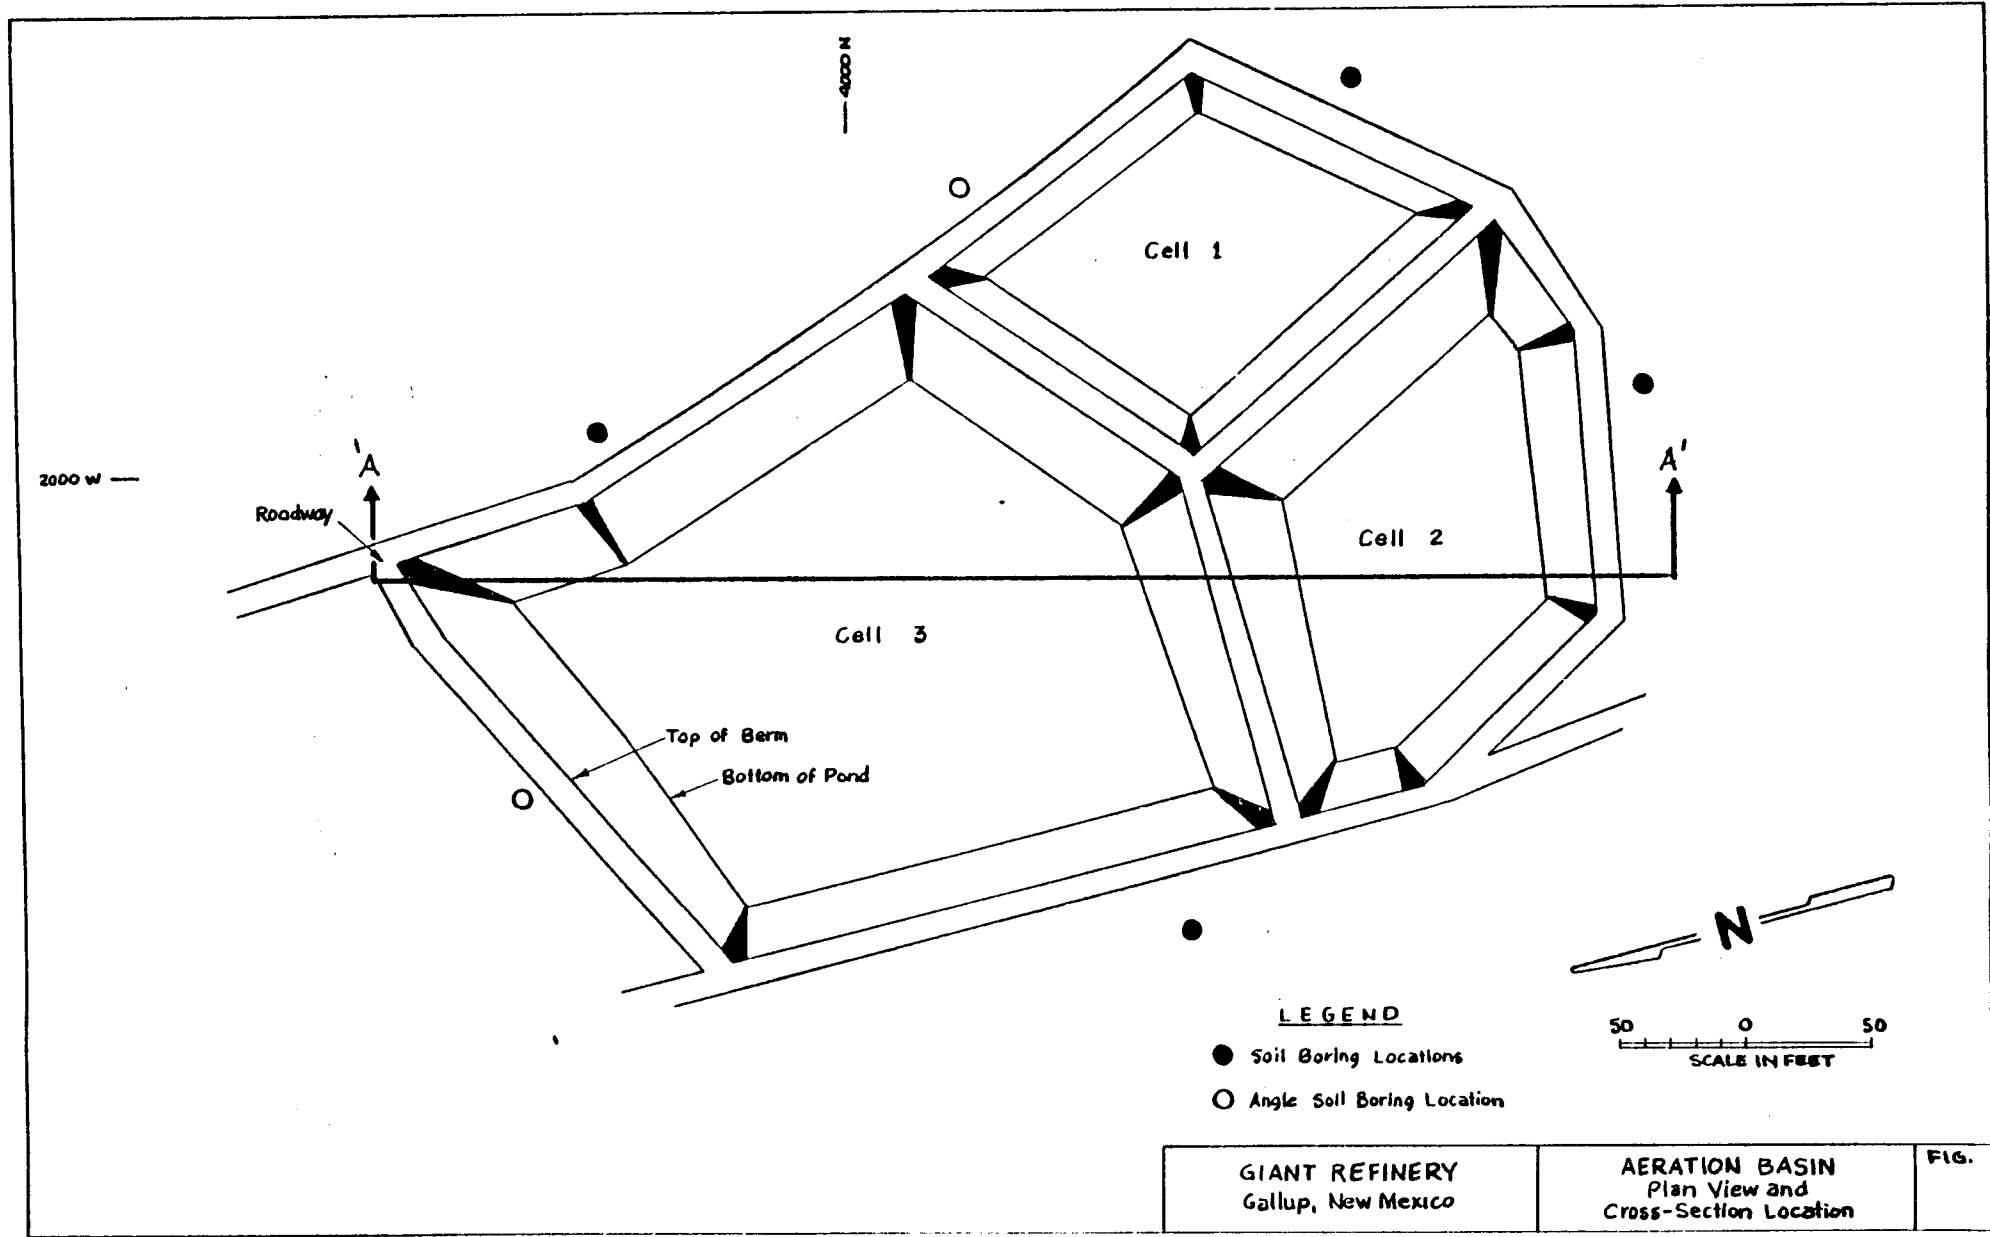 4000 N
Cell 1
2000 W
A
A'
Roadway
Cell 2
Cell 3
Top of Berm
Bottom of Pond
N
LEGEND
Soil Boring Locations
Angle Soil Boring Location
50 0 50
SCALE IN FEET
GIANT REFINERY
Gallup, New Mexico
AERATION BASIN
Plan View and
Cross-Section Location
FIG.